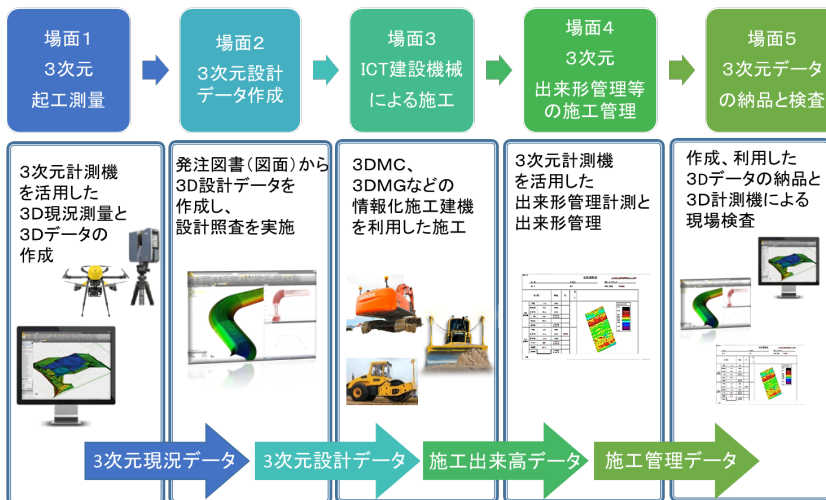 場面１
３次元
起工測量
場面２
３次元設計
データ作成
場面３
ICT建設機械
による施工
場面４
３次元
出来形管理等
の施工管理
場面５
３次元データ
の納品と検査
３次元計測機
を活用した
３D現況測量と
３Dデータの
作成
発注図書（図面）から
３D設計データを
作成し、
設計照査を実施
３DMC、
３DMGなどの
情報化施工建機
を利用した施工
３次元計測機
を活用した
出来形管理計測と
出来形管理
作成、利用した
３Dデータの納品と
３D計測機による
現場検査
３次元現況データ
３次元設計データ
施工出来高データ
施工管理データ